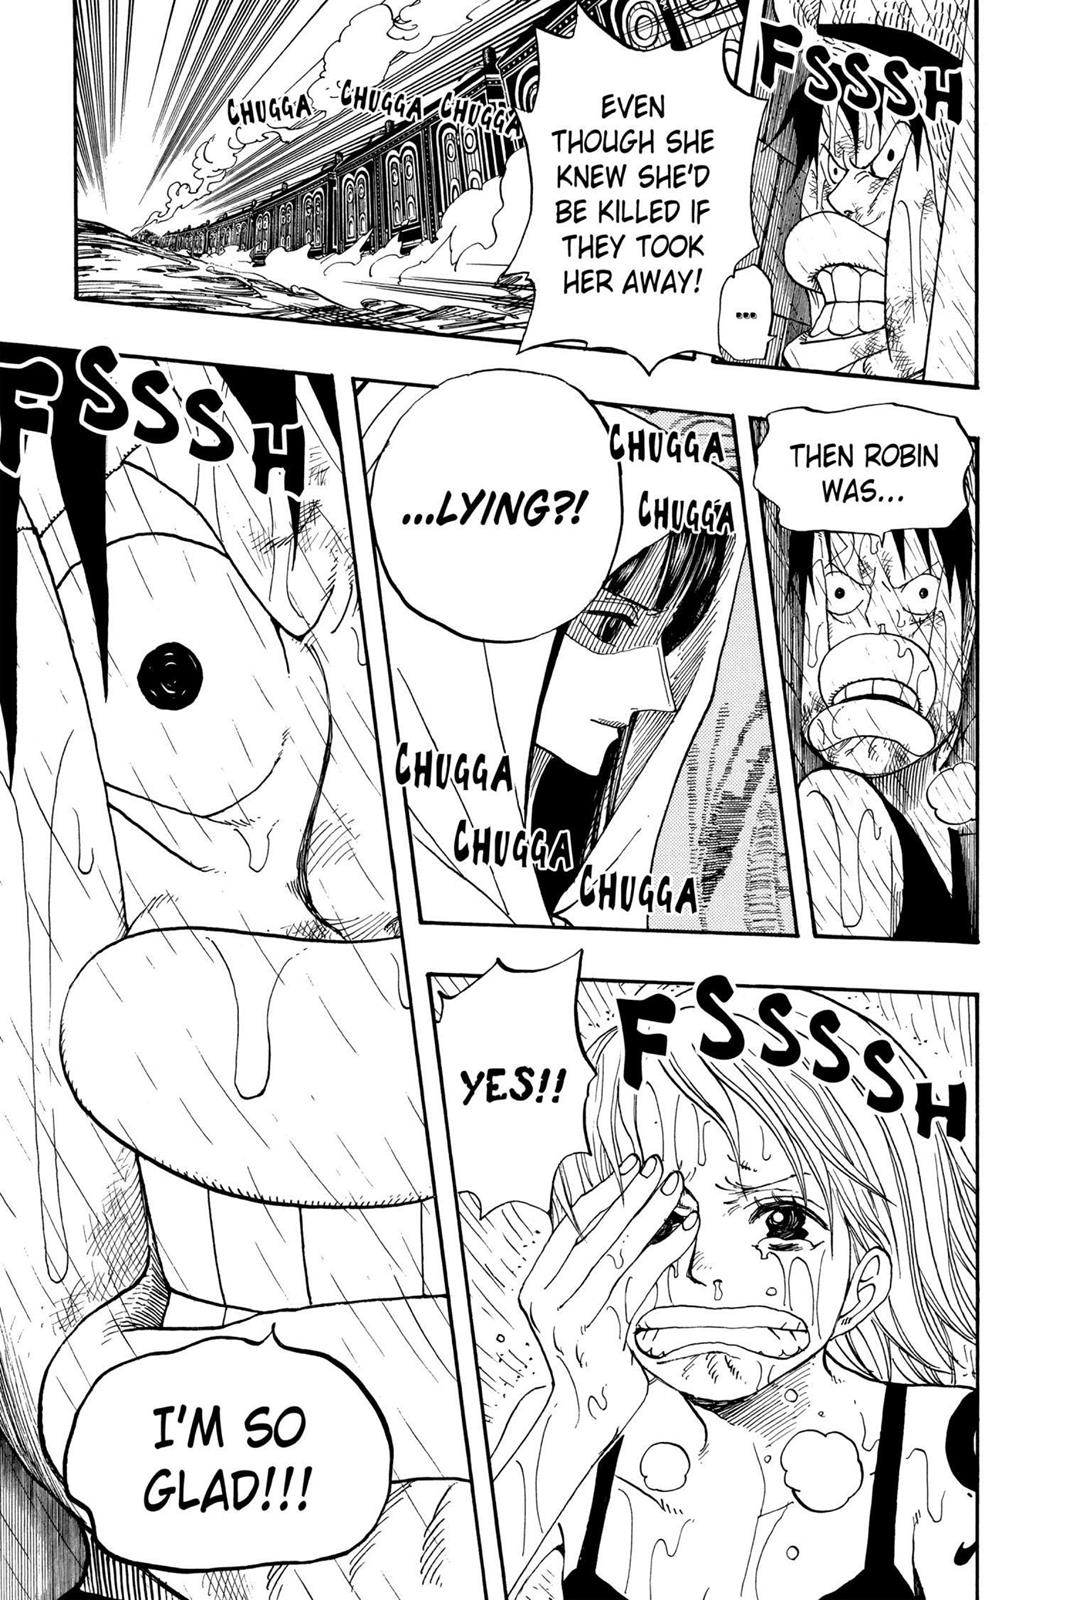 FSSSH
EVEN
THOUGH SHE
KNEW SHE'D
BE KILLED IF
THEY TOOK
HER AWAY!
...
CHUGGA
CHUGGA
CHUGGA
THEN ROBIN
WAS...
CHUGGA
CHUGGA
...LYING?!
CHUGGA
CHUGGA
CHUGGA
FSSSH
FSSSSH
YES!!
I'M SO
GLAD!!!